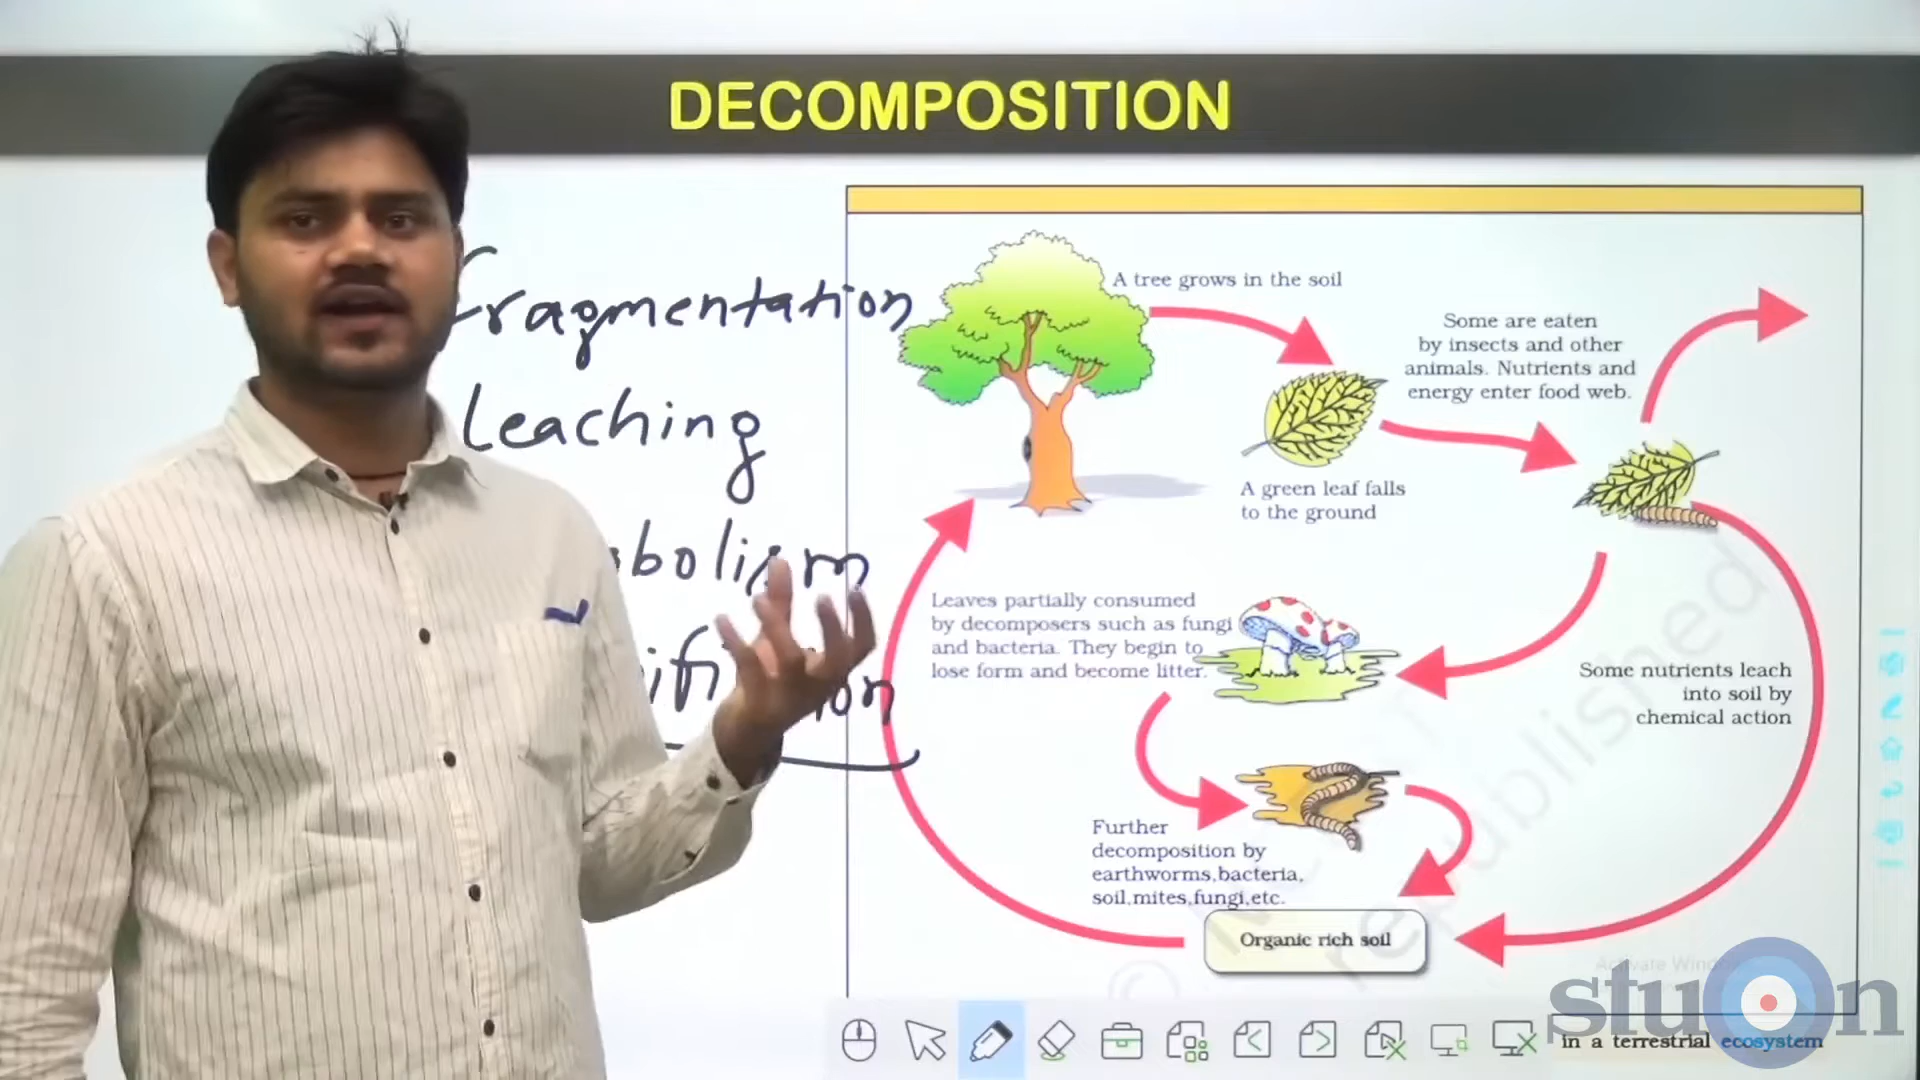 DECOMPOSITION
fragmentation
Leaching
A tree grows in the soil
Some are eaten
by insects and other
animals. Nutrients and
energy enter food web.
A green leaf falls
to the ground
Leaves partially consumed
by decomposers such as fungi
and bacteria. They begin to
lose form and become litter.
Some nutrients leach
into soil by
chemical action
Further
decomposition by
earthworms,bacteria,
soil,mites,fungi,etc.
Organic rich soil
republished
stuon
in a terrestrial ecosystem